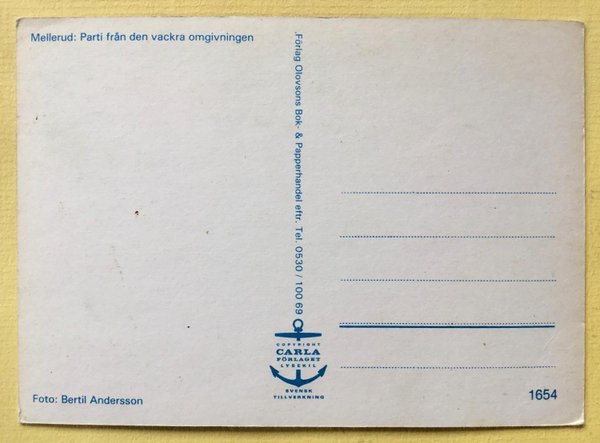 Mellerud: Parti från den vackra omgivningen
Förlag Olovsons Bok- & Papperhandel eftr. Tel. 0530 / 100 69
COPYRIGHT
CARLA
FÖRLAGET
LYSEKIL
SVENSK
TILLVERKNING
Foto: Bertil Andersson
1654